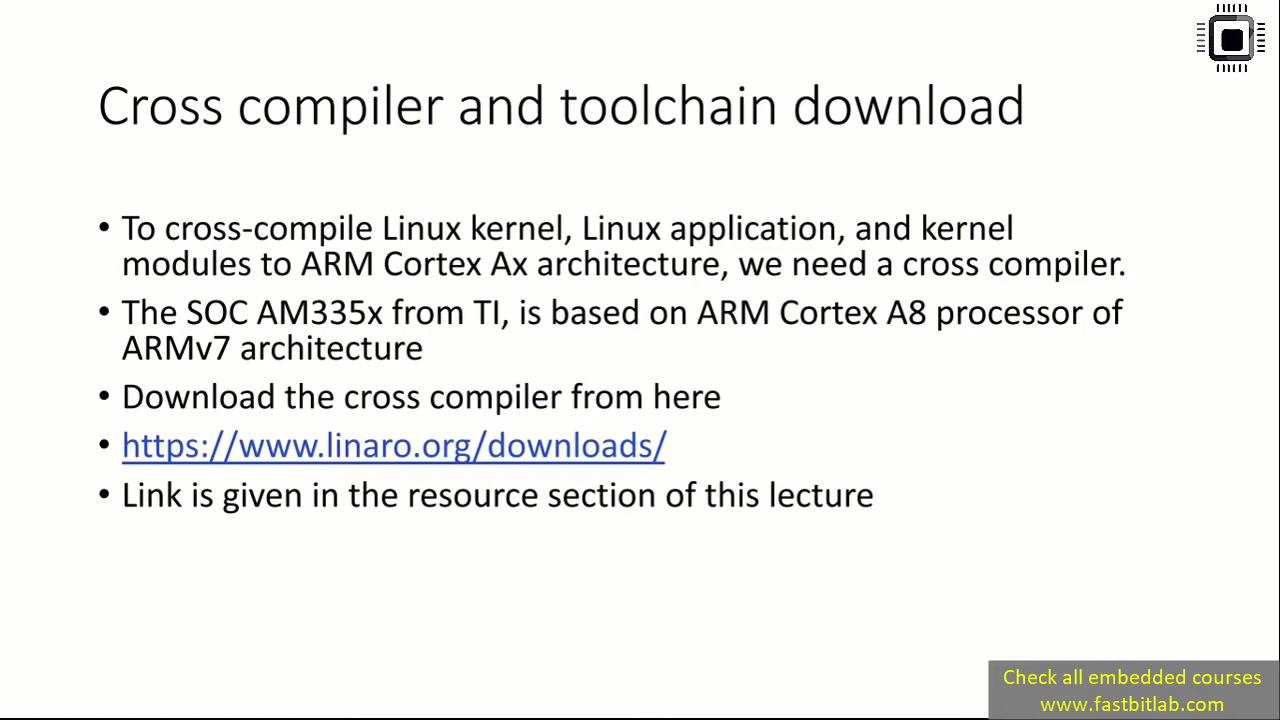 Cross compiler and toolchain download
• To cross-compile Linux kernel, Linux application, and kernel
modules to ARM Cortex Ax architecture, we need a cross compiler.
• The SOC AM335x from TI, is based on ARM Cortex A8 processor of
ARMv7 architecture
• Download the cross compiler from here
• https://www.linaro.org/downloads/
• Link is given in the resource section of this lecture
Check all embedded courses
www.fastbitlab.com